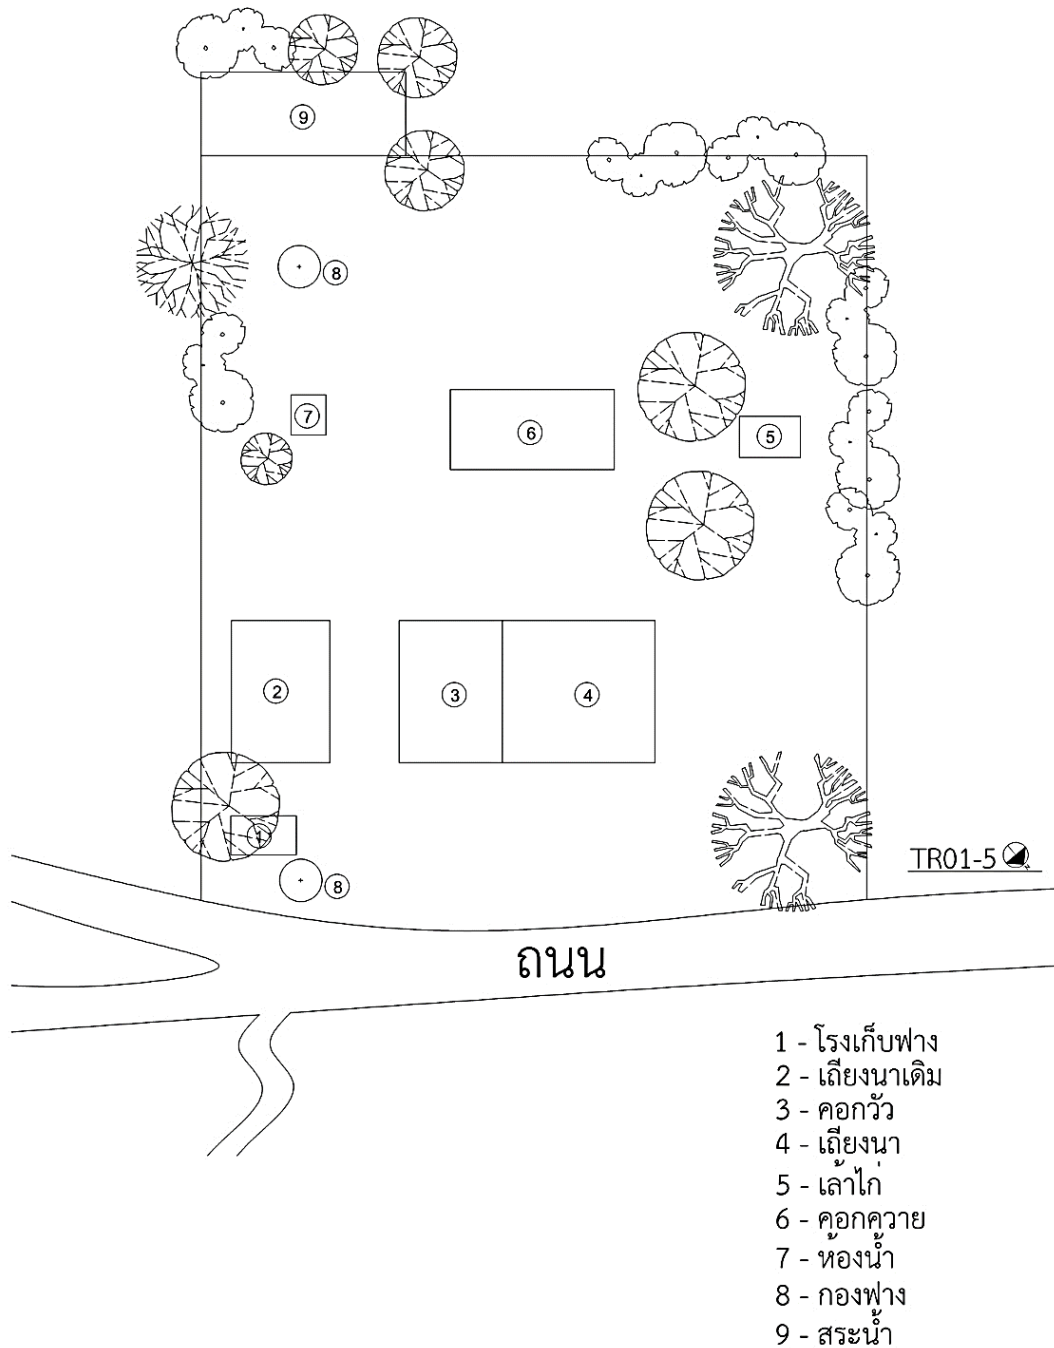 9
8
7
6
5
2
3
4
1
8
TR01-5
ถนน
1 - โรงเก็บฟาง
2 - เถียงนาเดิม
3 - คอกวัว
4 - เถียงนา
5 - เล้าไก่
6 - คอกควาย
7 - ห้องน้ำ
8 - กองฟาง
9 - สระน้ำ